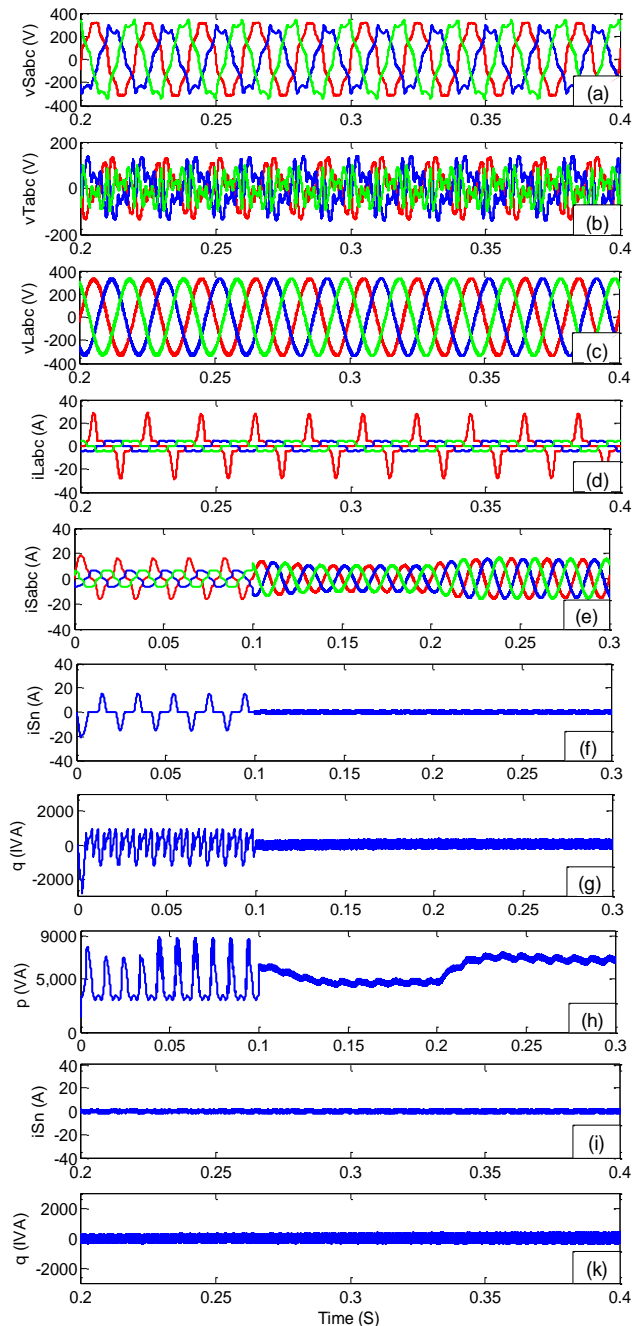 400
200
0
-200
-400
vSabc (V)
(a)
0.2 0.25 0.3 0.35 0.4
200
0
-200
vTabc (V)
(b)
0.2 0.25 0.3 0.35 0.4
400
200
0
-200
-400
vLabc (V)
(c)
0.2 0.25 0.3 0.35 0.4
40
20
0
-20
-40
iLabc (A)
(d)
0.2 0.25 0.3 0.35 0.4
40
20
0
-20
-40
iSabc (A)
(e)
0 0.05 0.1 0.15 0.2 0.25 0.3
40
20
0
-20
-40
iSn (A)
(f)
0 0.05 0.1 0.15 0.2 0.25 0.3
2000
0
-2000
q (IVA)
(g)
0 0.05 0.1 0.15 0.2 0.25 0.3
9000
5,000
0
p (VA)
(h)
0 0.05 0.1 0.15 0.2 0.25 0.3
40
20
0
-20
-40
iSn (A)
(i)
0.2 0.25 0.3 0.35 0.4
2000
0
-2000
q (IVA)
(k)
0.2 0.25 0.3 0.35 0.4
Time (S)